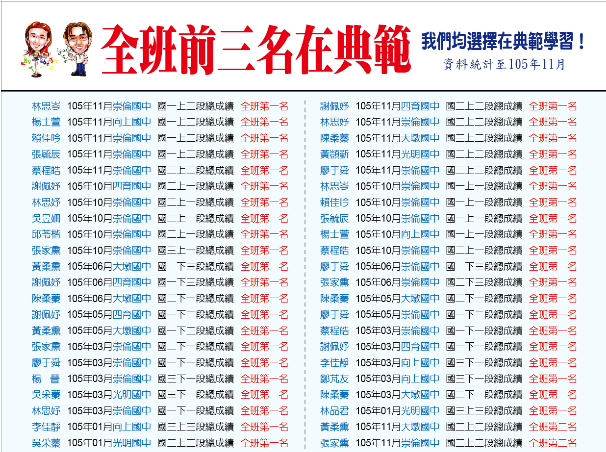 全班前三名在典範
我們均選擇在典範學習！
資料統計至105年11月
林思岑 105年11月崇倫國中 國一上二段總成績 全班第一名
楊士萱 105年11月向上國中 國一上二段總成績 全班第一名
賴佳吟 105年11月崇倫國中 國一上二段總成績 全班第一名
張毓辰 105年11月崇倫國中 國一上二段總成績 全班第一名
蔡程皓 105年11月崇倫國中 國二上二段總成績 全班第一名
謝佩妤 105年10月四育國中 國二上一段總成績 全班第一名
林思妤 105年10月崇倫國中 國二上一段總成績 全班第一名
吳昱姍 105年10月崇倫國中 國二上一段總成績 全班第一名
邱苇楷 105年10月崇倫國中 國二上一段總成績 全班第一名
張家熏 105年10月崇倫國中 國三上一段總成績 全班第一名
黃柔熏 105年06月大墩國中 國一下三段總成績 全班第一名
謝佩妤 105年06月四育國中 國一下三段總成績 全班第一名
陳柔蓁 105年06月大墩國中 國一下二段總成績 全班第一名
謝佩妤 105年05月四育國中 國一下二段總成績 全班第一名
黃柔熏 105年05月大墩國中 國一下二段總成績 全班第一名
張家熏 105年03月崇倫國中 國二下一段總成績 全班第一名
廖丁舜 105年03月崇倫國中 國一下一段總成績 全班第一名
楊 晉 105年03月向上國中 國三下一段總成績 全班第一名
吳采蓁 105年03月光明國中 國一下一段總成績 全班第一名
林思妤 105年03月崇倫國中 國一下一段總成績 全班第一名
李佳靜 105年01月向上國中 國三上三段總成績 全班第一名
吳采蓁 105年01月光明國中 國一上三段總成績 全班第一名
謝佩妤 105年11月四育國中 國二上二段總成績 全班第一名
林思妤 105年11月崇倫國中 國二上二段總成績 全班第一名
陳柔蓁 105年11月大墩國中 國二上二段總成績 全班第一名
黃顗新 105年11月光明國中 國二上二段總成績 全班第一名
廖丁舜 105年11月崇倫國中 國二上二段總成績 全班第一名
林思岑 105年10月崇倫國中 國一上一段總成績 全班第一名
賴佳吟 105年10月崇倫國中 國一上一段總成績 全班第一名
張毓辰 105年10月崇倫國中 國一上一段總成績 全班第一名
楊士萱 105年10月向上國中 國一上一段總成績 全班第一名
蔡程皓 105年10月崇倫國中 國二上一段總成績 全班第一名
廖丁舜 105年06月崇倫國中 國一下三段總成績 全班第一名
張家熏 105年06月崇倫國中 國二下三段總成績 全班第一名
陳柔蓁 105年05月大墩國中 國一下二段總成績 全班第一名
廖丁舜 105年05月崇倫國中 國一下二段總成績 全班第一名
蔡程皓 105年03月崇倫國中 國一下一段總成績 全班第一名
謝佩妤 105年03月四育國中 國一下一段總成績 全班第一名
李佳靜 105年03月向上國中 國三下一段總成績 全班第一名
鄭芃友 105年03月向上國中 國三下一段總成績 全班第一名
陳柔蓁 105年03月大墩國中 國一下一段總成績 全班第一名
林品君 105年01月光明國中 國三上三段總成績 全班第一名
黃柔熏 105年11月大墩國中 國二上二段總成績 全班第二名
張家熏 105年11月崇倫國中 國三上二段總成績 全班第二名